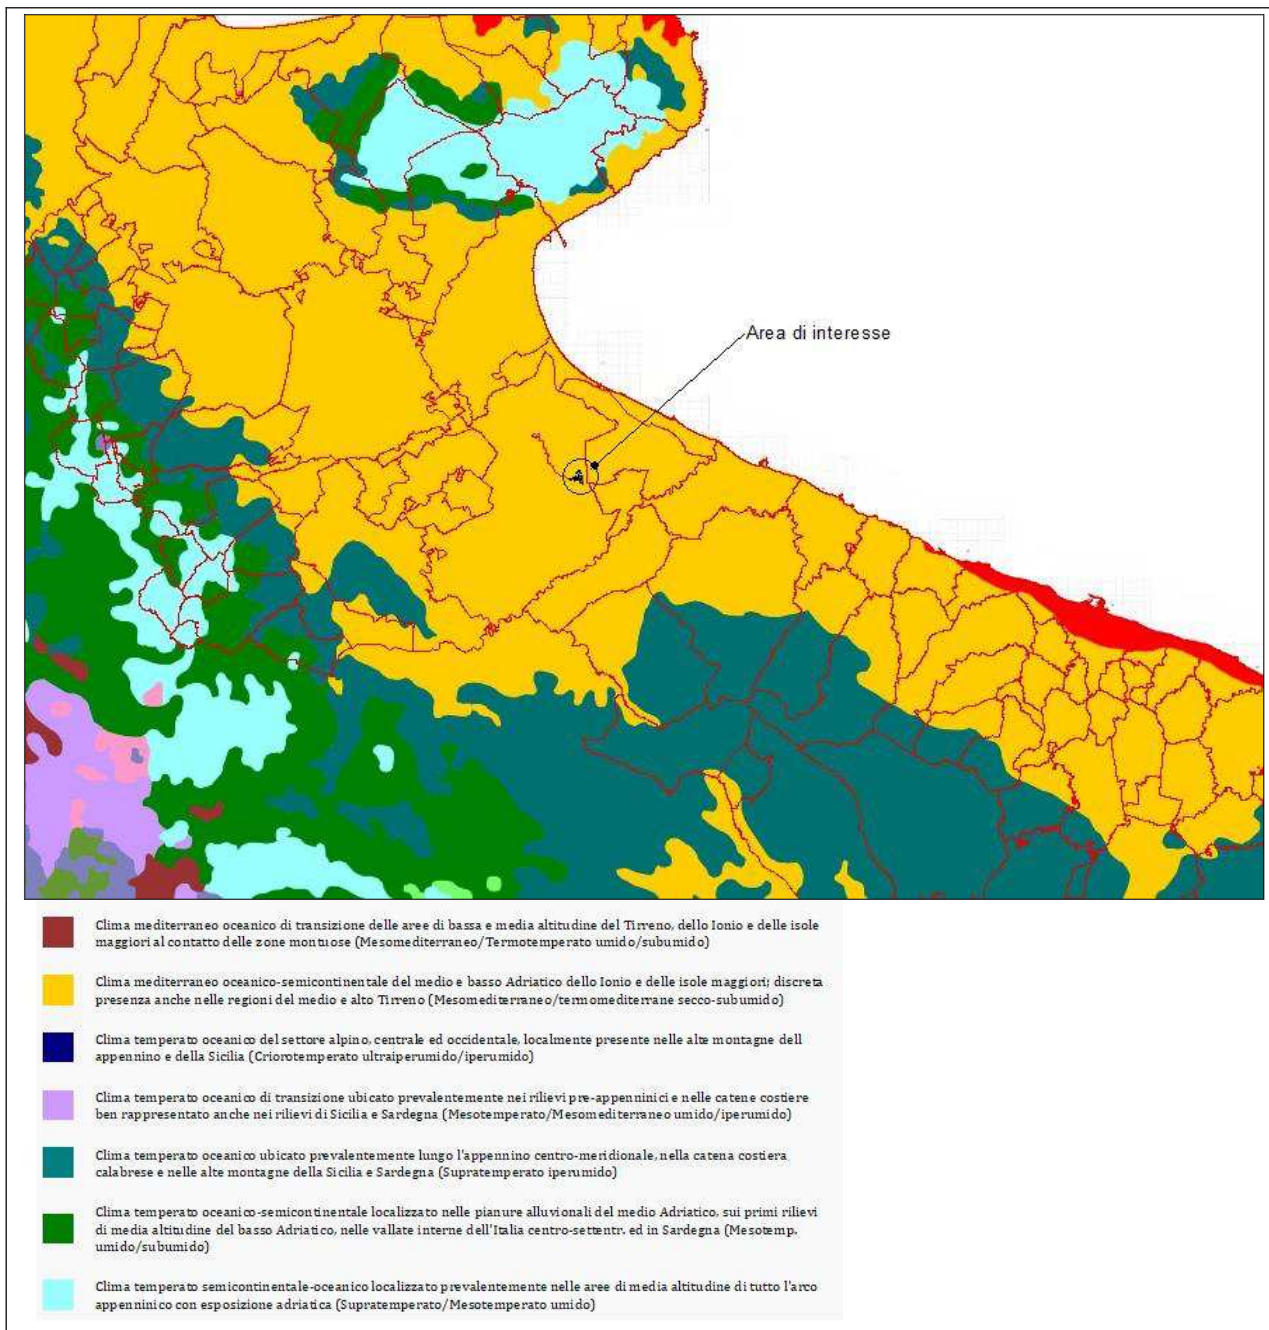 Area di interesse
Clima mediterraneo oceanico di transizione delle aree di bassa e media altitudine del Tirreno, dello Ionio e delle isole
maggiori al contatto delle zone montuose (Mesomediterraneo/Termotemperato umido/subumido)
Clima mediterraneo oceanico-semicontinentale del medio e basso Adriatico dello Ionio e delle isole maggiori; discreta
presenza anche nelle regioni del medio e alto Tirreno (Mesomediterraneo/termomediterrane secco-subumido)
Clima temperato oceanico del settore alpino, centrale ed occidentale, localmente presente nelle alte montagne dell
appennino e della Sicilia (Criorotemperato ultraiperumido/iperumido)
Clima temperato oceanico di transizione ubicato prevalentemente nei rilievi pre-appenninici e nelle catene costiere
ben rappresentato anche nei rilievi di Sicilia e Sardegna (Mesotemperato/Mesomediterraneo umido/iperumido)
Clima temperato oceanico ubicato prevalentemente lungo l'appennino centro-meridionale, nella catena costiera
calabrese e nelle alte montagne della Sicilia e Sardegna (Supratemperato iperumido)
Clima temperato oceanico-semicontinentale localizzato nelle pianure alluvionali del medio Adriatico, sui primi rilievi
di media altitudine del basso Adriatico, nelle vallate interne dell'Italia centro-settentr. ed in Sardegna (Mesotemp.
umido/subumido)
Clima temperato semicontinentale-oceanico localizzato prevalentemente nelle aree di media altitudine di tutto l'arco
appenninico con esposizione adriatica (Supratemperato/Mesotemperato umido)